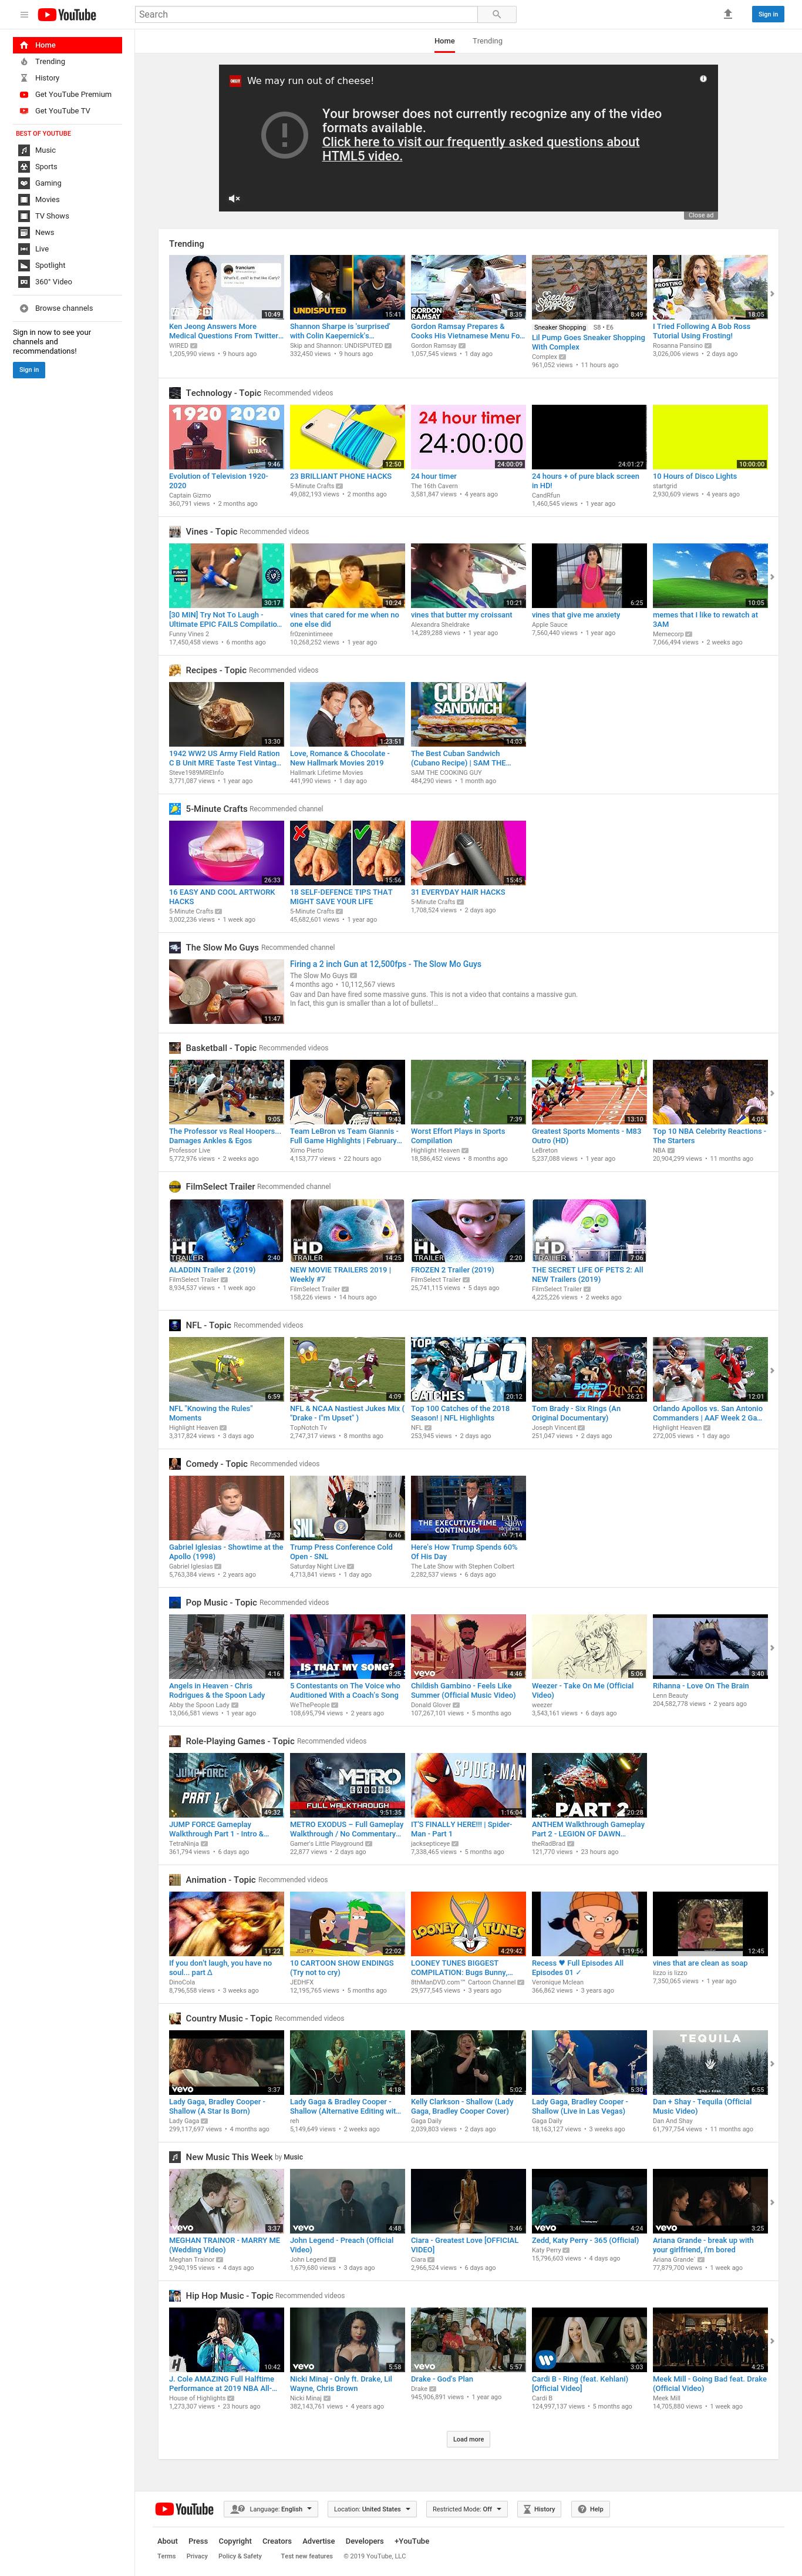 YouTube
Search
Sign in
Home
Trending
History
Get YouTube Premium
Get YouTube TV
BEST OF YOUTUBE
Music
Sports
Gaming
Movies
TV Shows
News
Live
Spotlight
360° Video
Browse channels
Sign in now to see your
channels and
recommendations!
Sign in
Home Trending
We may run out of cheese!
Your browser does not currently recognize any of the video
formats available.
Click here to visit our frequently asked questions about
HTML5 video.
Close ad
Trending
francium
UNDISPUTED
GORDON
RAMSAY
FROSTING
10:49
15:41
8:35
8:49
18:05
Ken Jeong Answers More
Medical Questions From Twitter...
WIRED
1,205,990 views • 9 hours ago
Shannon Sharpe is 'surprised'
with Colin Kaepernick's...
Skip and Shannon: UNDISPUTED
332,450 views • 9 hours ago
Gordon Ramsay Prepares &
Cooks His Vietnamese Menu Fo...
Gordon Ramsay
1,057,545 views • 1 day ago
Sneaker Shopping S8 • E6
Lil Pump Goes Sneaker Shopping
With Complex
Complex
961,052 views • 11 hours ago
I Tried Following A Bob Ross
Tutorial Using Frosting!
Rosanna Pansino
3,026,006 views • 2 days ago
Technology - Topic Recommended videos
1920 2020
24 hour timer
24:00:00
9:46
12:50
24:00:09
24:01:27
10:00:00
Evolution of Television 1920-
2020
Captain Gizmo
360,791 views • 2 months ago
23 BRILLIANT PHONE HACKS
5-Minute Crafts
49,082,193 views • 2 months ago
24 hour timer
The 16th Cavern
3,581,847 views • 4 years ago
24 hours + of pure black screen
in HD!
CandRfun
1,460,545 views • 1 year ago
10 Hours of Disco Lights
startgrid
2,930,609 views • 4 years ago
Vines - Topic Recommended videos
FUNNY
VINES
30:17
10:24
10:21
6:25
10:05
[30 MIN] Try Not To Laugh -
Ultimate EPIC FAILS Compilatio...
Funny Vines 2
17,450,458 views • 6 months ago
vines that cared for me when no
one else did
fr0zenintimeee
10,268,252 views • 1 year ago
vines that butter my croissant
Alexandra Sheldrake
14,289,288 views • 1 year ago
vines that give me anxiety
Apple Sauce
7,560,440 views • 1 year ago
memes that I like to rewatch at
3AM
Memecorp
7,066,494 views • 2 weeks ago
Recipes - Topic Recommended videos
CUBAN
SANDWICH
13:30
1:23:51
14:03
1942 WW2 US Army Field Ration
C B Unit MRE Taste Test Vintag...
Steve1989MREInfo
3,771,087 views • 1 year ago
Love, Romance & Chocolate -
New Hallmark Movies 2019
Hallmark Lifetime Movies
441,990 views • 1 day ago
The Best Cuban Sandwich
(Cubano Recipe) | SAM THE...
SAM THE COOKING GUY
484,290 views • 1 month ago
5-Minute Crafts Recommended channel
26:33
15:56
15:45
16 EASY AND COOL ARTWORK
HACKS
5-Minute Crafts
3,002,236 views • 1 week ago
18 SELF-DEFENCE TIPS THAT
MIGHT SAVE YOUR LIFE
5-Minute Crafts
45,682,601 views • 1 year ago
31 EVERYDAY HAIR HACKS
5-Minute Crafts
1,708,524 views • 2 days ago
The Slow Mo Guys Recommended channel
11:47
Firing a 2 inch Gun at 12,500fps - The Slow Mo Guys
The Slow Mo Guys
4 months ago • 10,112,567 views
Gav and Dan have fired some massive guns. This is not a video that contains a massive gun.
In fact, this gun is smaller than a lot of bullets!...
Basketball - Topic Recommended videos
9:05
9:43
7:39
13:10
4:05
The Professor vs Real Hoopers...
Damages Ankles & Egos
Professor Live
5,772,976 views • 2 weeks ago
Team LeBron vs Team Giannis -
Full Game Highlights | February...
Ximo Pierto
4,153,777 views • 22 hours ago
Worst Effort Plays in Sports
Compilation
Highlight Heaven
18,586,452 views • 8 months ago
Greatest Sports Moments - M83
Outro (HD)
LeBreton
5,237,088 views • 1 year ago
Top 10 NBA Celebrity Reactions -
The Starters
NBA
20,904,299 views • 11 months ago
FilmSelect Trailer Recommended channel
HD
TRAILER
2:40
14:25
2:20
7:06
ALADDIN Trailer 2 (2019)
FilmSelect Trailer
8,934,537 views • 1 week ago
NEW MOVIE TRAILERS 2019 |
Weekly #7
FilmSelect Trailer
158,226 views • 14 hours ago
FROZEN 2 Trailer (2019)
FilmSelect Trailer
25,741,115 views • 5 days ago
THE SECRET LIFE OF PETS 2: All
NEW Trailers (2019)
FilmSelect Trailer
4,225,226 views • 2 weeks ago
NFL - Topic Recommended videos
TOP
100
CATCHES
SIX RINGS
6:59
4:09
20:12
26:21
12:01
NFL "Knowing the Rules"
Moments
Highlight Heaven
3,317,824 views • 3 days ago
NFL & NCAA Nastiest Jukes Mix (
"Drake - I"m Upset" )
TopNotch Tv
2,747,317 views • 8 months ago
Top 100 Catches of the 2018
Season! | NFL Highlights
NFL
253,945 views • 2 days ago
Tom Brady - Six Rings (An
Original Documentary)
Joseph Vincent
251,047 views • 2 days ago
Orlando Apollos vs. San Antonio
Commanders | AAF Week 2 Ga...
Highlight Heaven
272,005 views • 1 day ago
Comedy - Topic Recommended videos
SNL
THE EXECUTIVE-TIME
CONTINUUM
7:53
6:46
7:14
Gabriel Iglesias - Showtime at the
Apollo (1998)
Gabriel Iglesias
5,763,384 views • 2 years ago
Trump Press Conference Cold
Open - SNL
Saturday Night Live
4,713,841 views • 1 day ago
Here's How Trump Spends 60%
Of His Day
The Late Show with Stephen Colbert
2,282,537 views • 6 days ago
Pop Music - Topic Recommended videos
IS THAT MY SONG?
vevo
4:16
8:25
4:46
5:06
3:40
Angels in Heaven - Chris
Rodrigues & the Spoon Lady
Abby the Spoon Lady
13,066,581 views • 1 year ago
5 Contestants on The Voice who
Auditioned With a Coach's Song
WeThePeople
108,695,794 views • 2 years ago
Childish Gambino - Feels Like
Summer (Official Music Video)
Donald Glover
107,267,101 views • 5 months ago
Weezer - Take On Me (Official
Video)
weezer
3,543,161 views • 6 days ago
Rihanna - Love On The Brain
Lenn Beauty
204,582,778 views • 2 years ago
Role-Playing Games - Topic Recommended videos
JUMP FORCE
PART 1
METRO
EXODUS
FULL WALKTHROUGH
SPIDER-MAN
PART 2
49:32
9:51:35
1:16:04
20:28
JUMP FORCE Gameplay
Walkthrough Part 1 - Intro &...
TetraNinja
361,794 views • 6 days ago
METRO EXODUS – Full Gameplay
Walkthrough / No Commentary...
Gamer's Little Playground
22,877 views • 2 days ago
IT'S FINALLY HERE!!! | Spider-
Man - Part 1
jacksepticeye
7,338,465 views • 5 months ago
ANTHEM Walkthrough Gameplay
Part 2 - LEGION OF DAWN...
theRadBrad
121,770 views • 23 hours ago
Animation - Topic Recommended videos
LOONEY TUNES
11:22
22:02
4:29:42
1:19:56
12:45
If you don't laugh, you have no
soul... part Δ
DinoCola
8,796,558 views • 3 weeks ago
10 CARTOON SHOW ENDINGS
(Try not to cry)
JEDHFX
12,195,765 views • 5 months ago
LOONEY TUNES BIGGEST
COMPILATION: Bugs Bunny,...
8thManDVD.com™ Cartoon Channel
29,977,545 views • 3 years ago
Recess ♥ Full Episodes All
Episodes 01 ✓
Veronique Mclean
366,862 views • 3 years ago
vines that are clean as soap
lizzo is lizzo
7,350,065 views • 1 year ago
Country Music - Topic Recommended videos
vevo
TEQUILA
3:37
4:18
5:02
5:30
6:55
Lady Gaga, Bradley Cooper -
Shallow (A Star Is Born)
Lady Gaga
299,117,697 views • 4 months ago
Lady Gaga & Bradley Cooper -
Shallow (Alternative Editing wit...
reh
5,149,649 views • 2 weeks ago
Kelly Clarkson - Shallow (Lady
Gaga, Bradley Cooper Cover)
Gaga Daily
2,039,803 views • 2 days ago
Lady Gaga, Bradley Cooper -
Shallow (Live in Las Vegas)
Gaga Daily
18,163,127 views • 3 weeks ago
Dan + Shay - Tequila (Official
Music Video)
Dan And Shay
61,797,754 views • 11 months ago
New Music This Week by Music
vevo
3:37
4:48
3:46
4:24
3:25
MEGHAN TRAINOR - MARRY ME
(Wedding Video)
Meghan Trainor
2,940,195 views • 4 days ago
John Legend - Preach (Official
Video)
John Legend
1,679,680 views • 3 days ago
Ciara - Greatest Love [OFFICIAL
VIDEO]
Ciara
2,966,524 views • 6 days ago
Zedd, Katy Perry - 365 (Official)
Katy Perry
15,796,603 views • 4 days ago
Ariana Grande - break up with
your girlfriend, i'm bored
Ariana Grande
77,879,700 views • 1 week ago
Hip Hop Music - Topic Recommended videos
vevo
10:42
5:58
5:57
3:03
4:25
J. Cole AMAZING Full Halftime
Performance at 2019 NBA All-...
House of Highlights
1,273,307 views • 23 hours ago
Nicki Minaj - Only ft. Drake, Lil
Wayne, Chris Brown
Nicki Minaj
382,143,761 views • 4 years ago
Drake - God's Plan
Drake
945,906,891 views • 1 year ago
Cardi B - Ring (feat. Kehlani)
[Official Video]
Cardi B
124,997,137 views • 5 months ago
Meek Mill - Going Bad feat. Drake
(Official Video)
Meek Mill
14,705,880 views • 1 week ago
Load more
YouTube
Language: English
Location: United States
Restricted Mode: Off
History
Help
About Press Copyright Creators Advertise Developers +YouTube
Terms Privacy Policy & Safety Test new features © 2019 YouTube, LLC